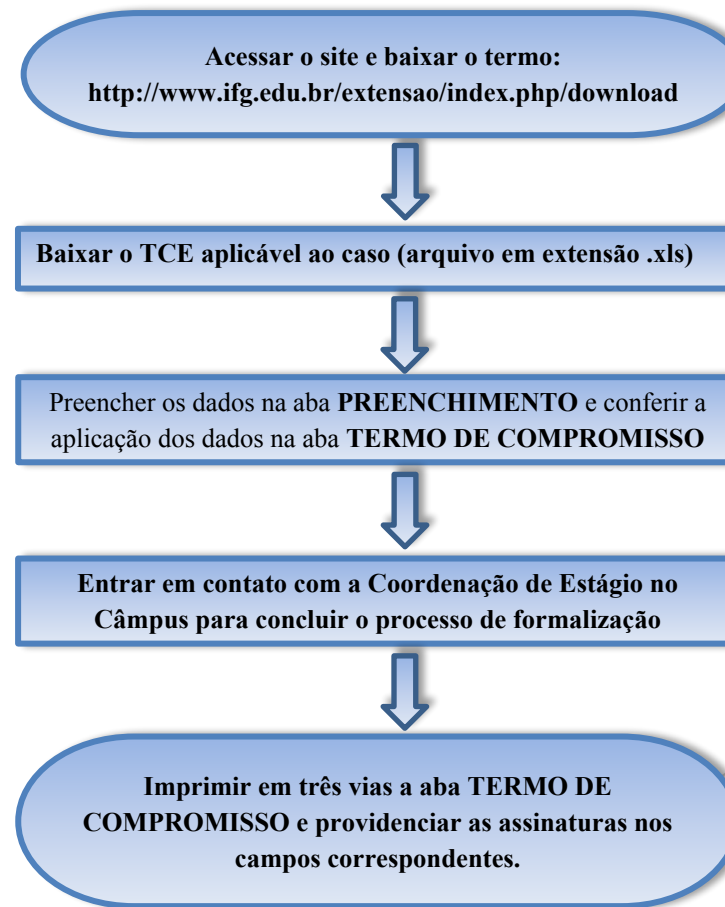 Acessar o site e baixar o termo:
http://www.ifg.edu.br/extensao/index.php/download
Baixar o TCE aplicável ao caso (arquivo em extensão .xls)
Preencher os dados na aba PREENCHIMENTO e conferir a
aplicação dos dados na aba TERMO DE COMPROMISSO
Entrar em contato com a Coordenação de Estágio no
Câmpus para concluir o processo de formalização
Imprimir em três vias a aba TERMO DE
COMPROMISSO e providenciar as assinaturas nos
campos correspondentes.